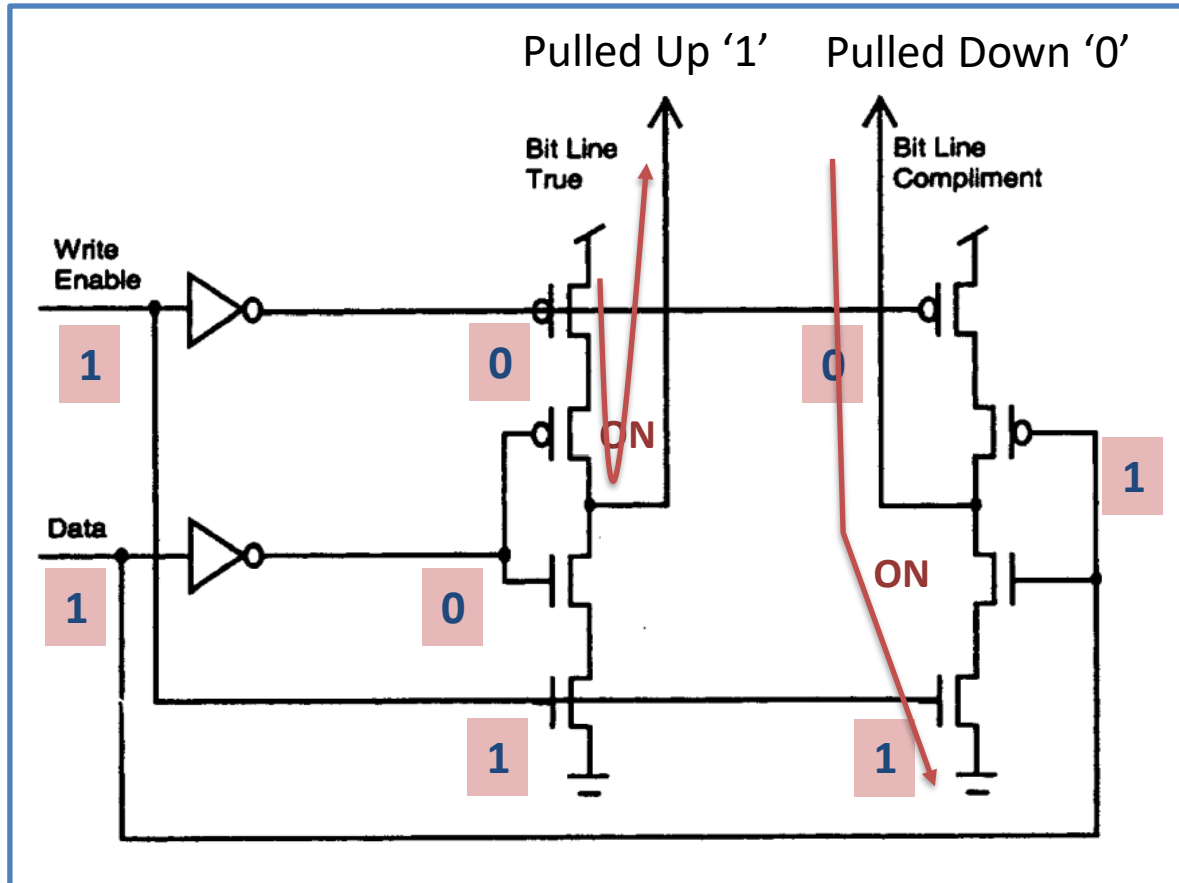 Pulled Up ‘1’
Pulled Down ‘0’
Bit Line
True
Bit Line
Compliment
Write
Enable
1
0
0
ON
1
Data
1
0
ON
1
1